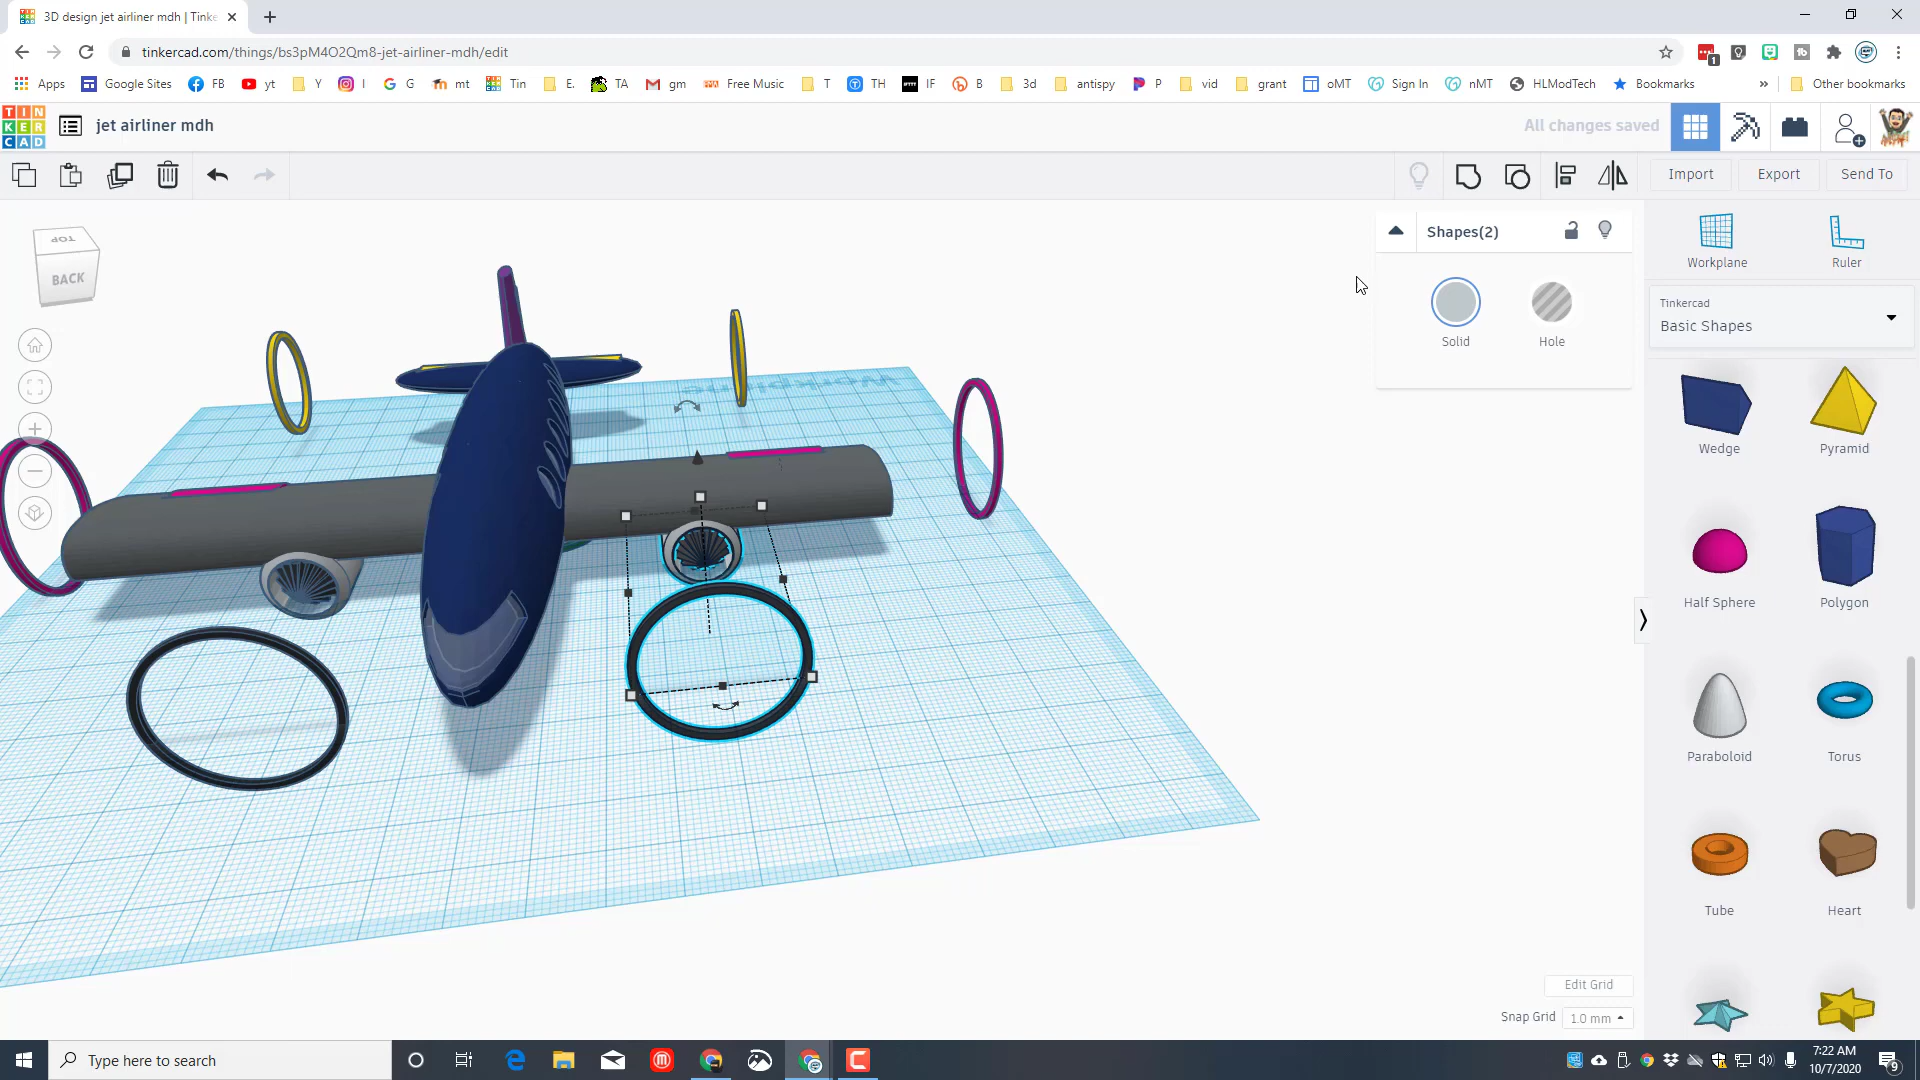 3D design jet airliner mdh | Tinke
tinkercad.com/things/bs3pM4O2Qm8-jet-airliner-mdh/edit
1
Apps Google Sites FB yt Y I G mt Tin E. TA gm Free Music T TH IF B 3d antispy P vid grant oMT Sign In nMT HLModTech Bookmarks » Other bookmarks
TIN
KER
CAD
jet airliner mdh
All changes saved
Import Export Send To
TOP
BACK
Shapes(2)
Solid Hole
Workplane Ruler
Tinkercad
Basic Shapes
Workplane
Wedge Pyramid
Half Sphere Polygon
Paraboloid Torus
Tube Heart
Edit Grid
Snap Grid 1.0 mm
Type here to search
7:22 AM
10/7/2020
9